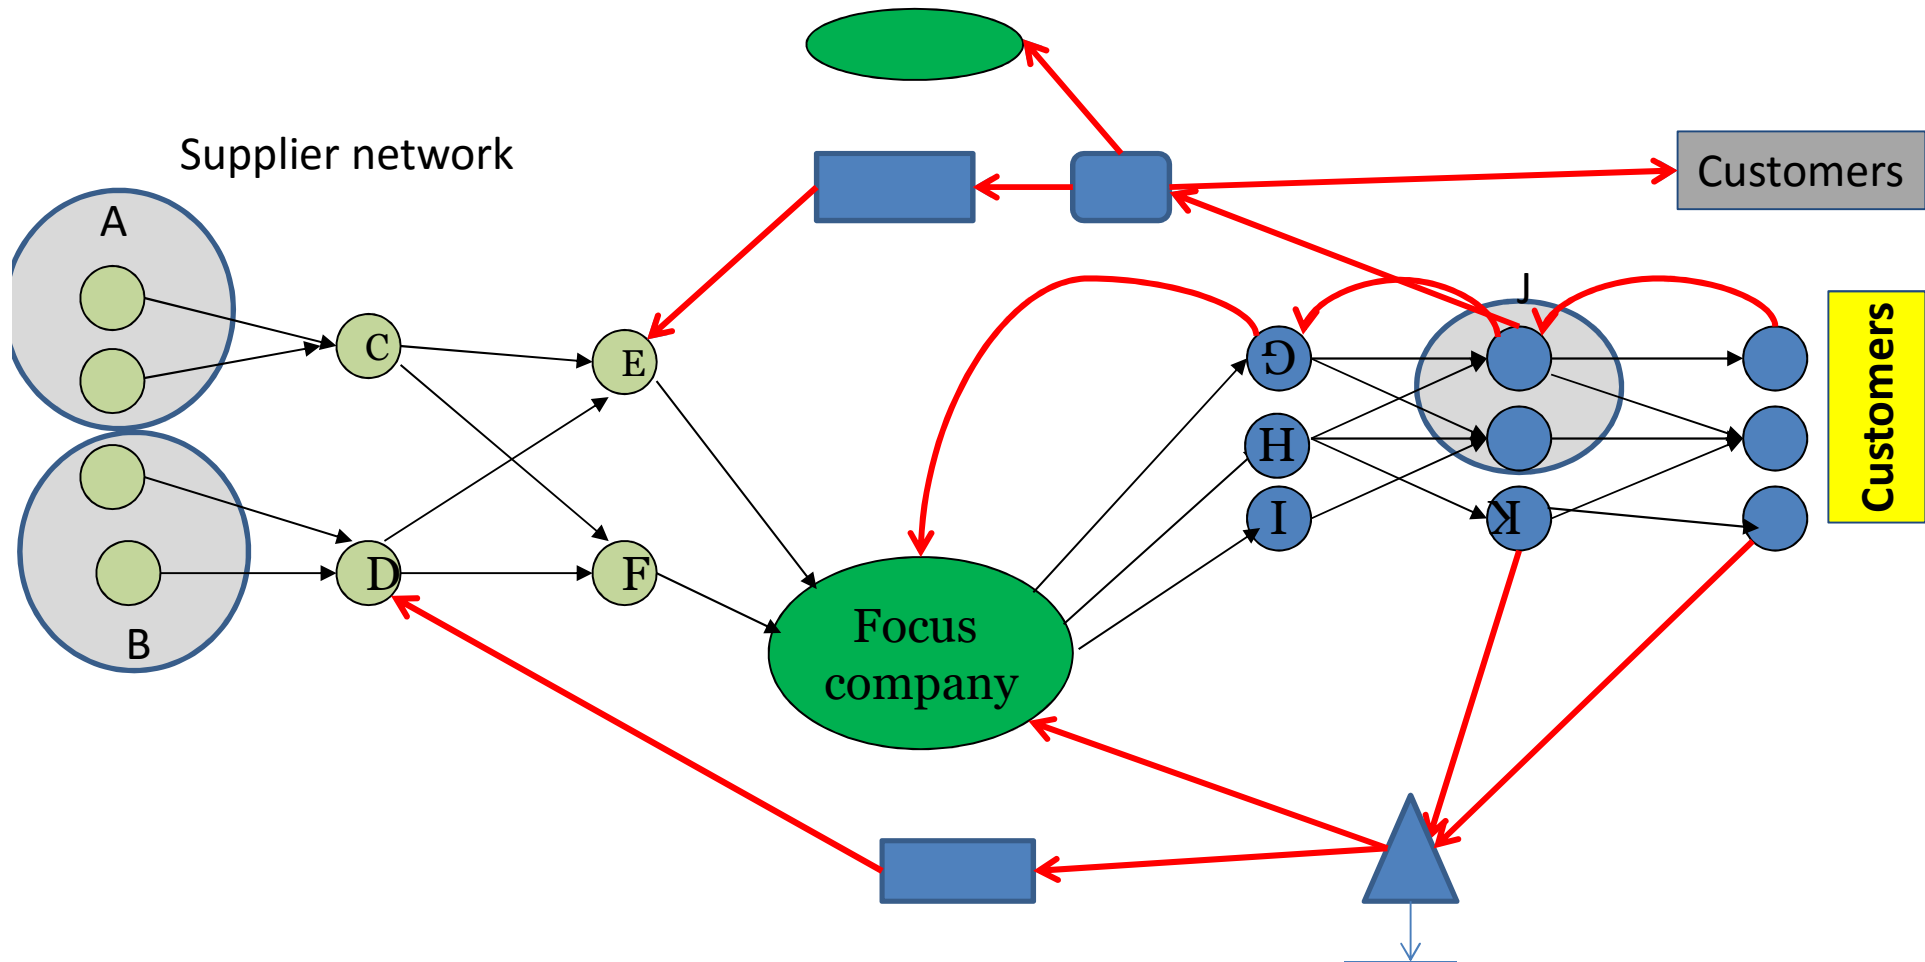 Supplier network
Customers
A
J
C
E
G
Customers
H
I
K
D
F
B
Focus
company